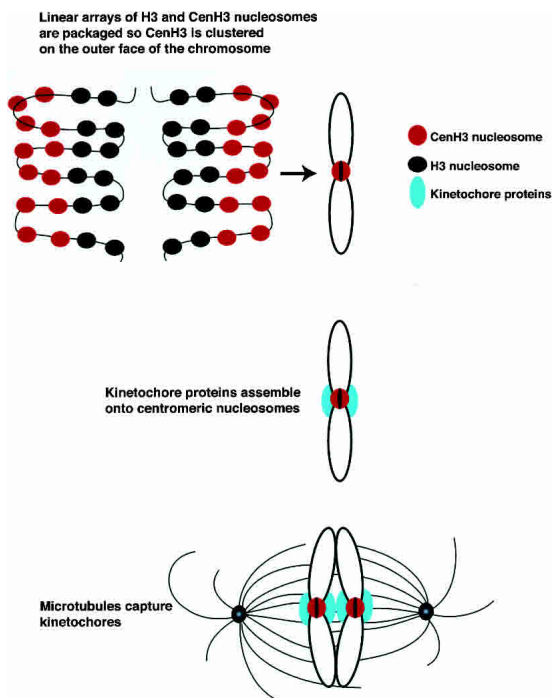 Linear arrays of H3 and CenH3 nucleosomes
are packaged so CenH3 is clustered
on the outer face of the chromosome
CenH3 nucleosome
H3 nucleosome
Kinetochore proteins
Kinetochore proteins assemble
onto centromeric nucleosomes
Microtubules capture
kinetochores